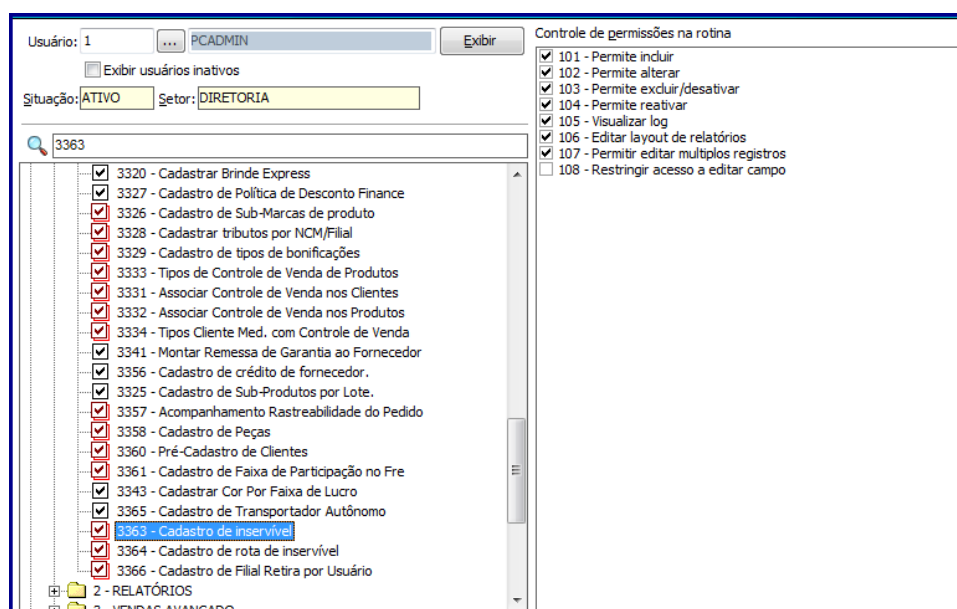 Usuário: 1 ... PCADMIN Exibir
Exibir usuários inativos
Situação: ATIVO Setor: DIRETORIA
3363
3320 - Cadastrar Brinde Express
3327 - Cadastro de Política de Desconto Finance
3326 - Cadastro de Sub-Marcas de produto
3328 - Cadastrar tributos por NCM/Filial
3329 - Cadastro de tipos de bonificações
3333 - Tipos de Controle de Venda de Produtos
3331 - Associar Controle de Venda nos Clientes
3332 - Associar Controle de Venda nos Produtos
3334 - Tipos Cliente Med. com Controle de Venda
3341 - Montar Remessa de Garantia ao Fornecedor
3356 - Cadastro de crédito de fornecedor.
3325 - Cadastro de Sub-Produtos por Lote.
3357 - Acompanhamento Rastreabilidade do Pedido
3358 - Cadastro de Peças
3360 - Pré-Cadastro de Clientes
3361 - Cadastro de Faixa de Participação no Fre
3343 - Cadastrar Cor Por Faixa de Lucro
3365 - Cadastro de Transportador Autônomo
3363 - Cadastro de inservível
3364 - Cadastro de rota de inservível
3366 - Cadastro de Filial Retira por Usuário
2 - RELATÓRIOS
3 - VENDAS AVANÇADO
Controle de permissões na rotina
101 - Permite incluir
102 - Permite alterar
103 - Permite excluir/desativar
104 - Permite reativar
105 - Visualizar log
106 - Editar layout de relatórios
107 - Permitir editar multiplos registros
108 - Restringir acesso a editar campo